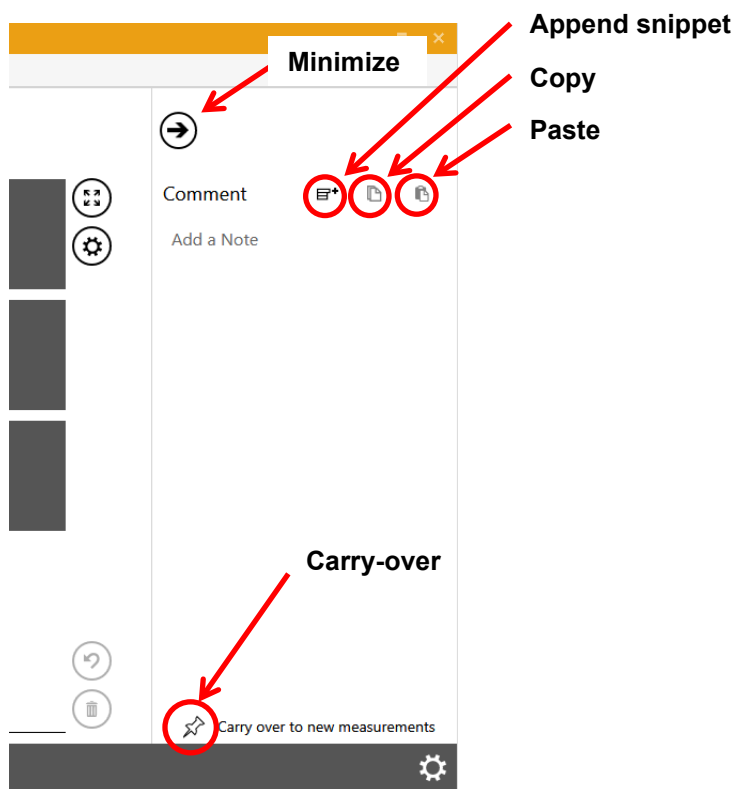 Append snippet
Minimize
Copy
Paste
Comment
Add a Note
Carry-over
Carry over to new measurements